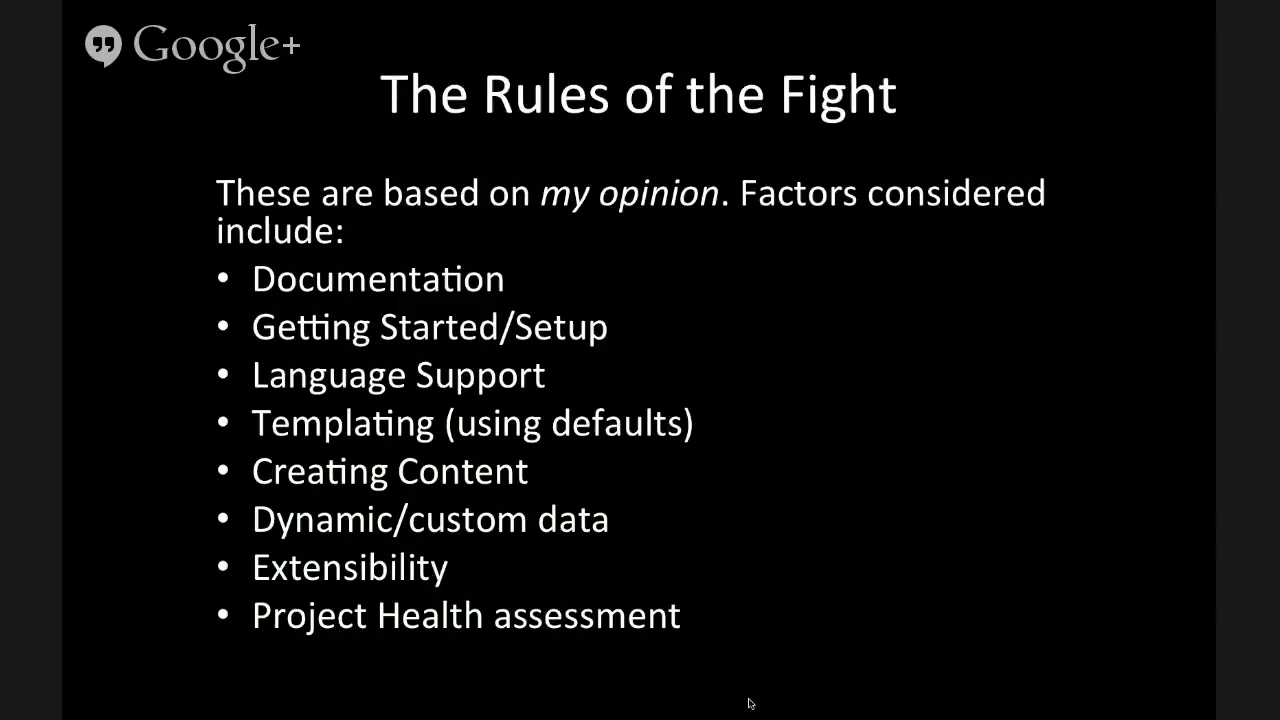 Google+
The Rules of the Fight
These are based on my opinion. Factors considered
include:
• Documentation
• Getting Started/Setup
• Language Support
• Templating (using defaults)
• Creating Content
• Dynamic/custom data
• Extensibility
• Project Health assessment